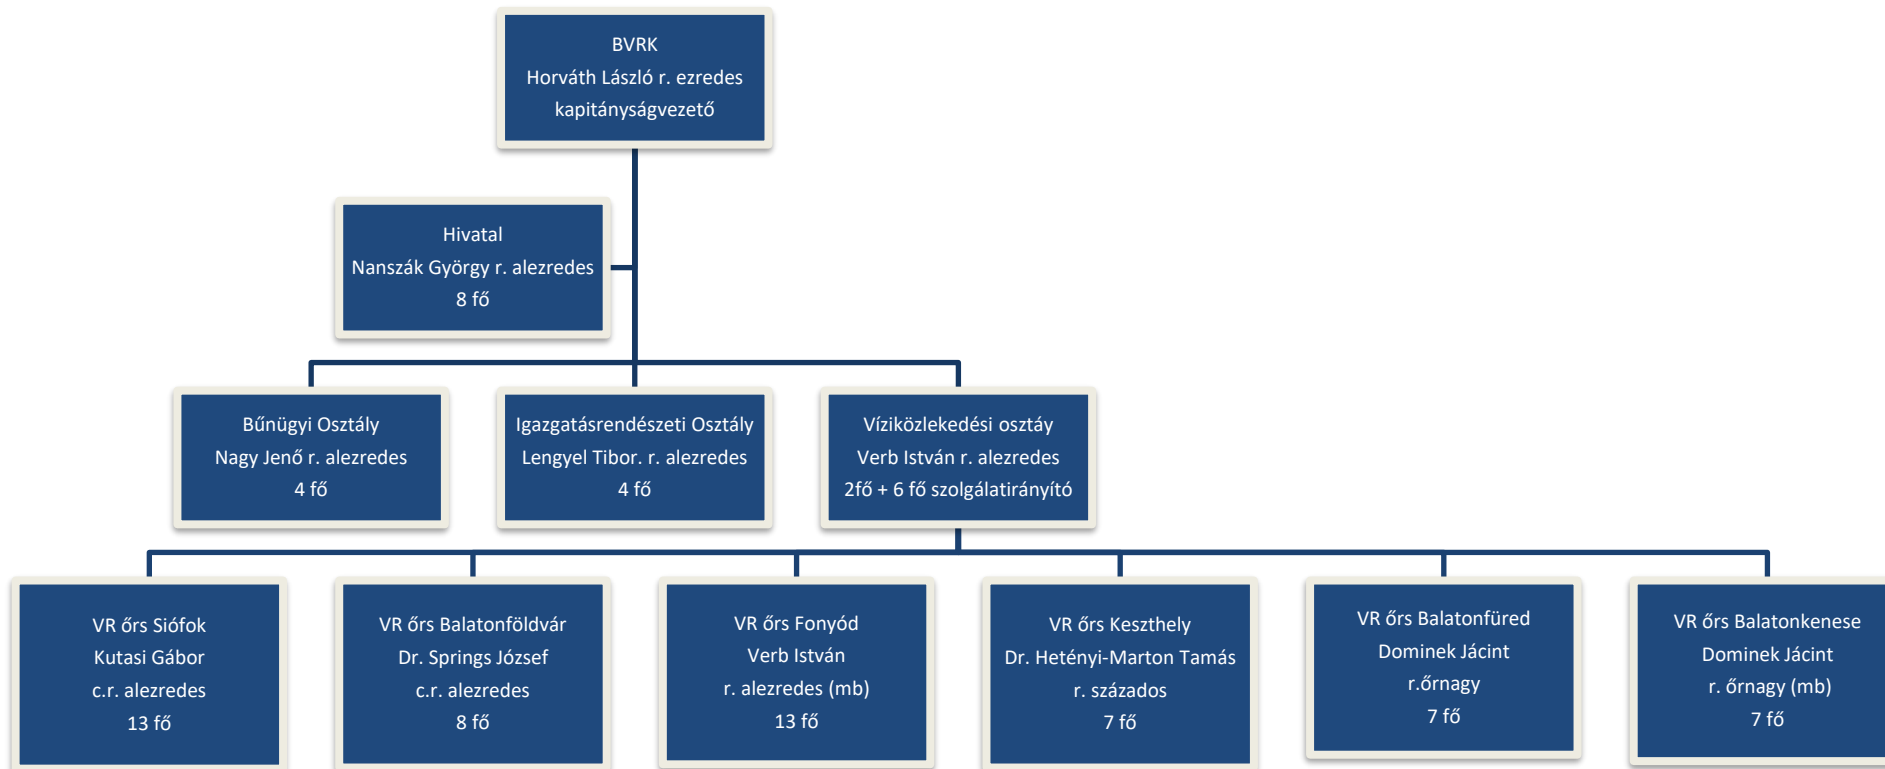 BVRK
Horváth László r. ezredes
kapitányságvezető
Hivatal
Nanszák György r. alezredes
8 fő
Bűnügyi Osztály
Nagy Jenő r. alezredes
4 fő
Igazgatásrendészeti Osztály
Lengyel Tibor. r. alezredes
4 fő
Víziközlekedési osztáy
Verb István r. alezredes
2fő + 6 fő szolgálatirányító
VR őrs Siófok
Kutasi Gábor
c.r. alezredes
13 fő
VR őrs Balatonföldvár
Dr. Springs József
c.r. alezredes
8 fő
VR őrs Fonyód
Verb István
r. alezredes (mb)
13 fő
VR őrs Keszthely
Dr. Hetényi-Marton Tamás
r. százados
7 fő
VR őrs Balatonfüred
Dominek Jácint
r.őrnagy
7 fő
VR őrs Balatonkenese
Dominek Jácint
r. őrnagy (mb)
7 fő